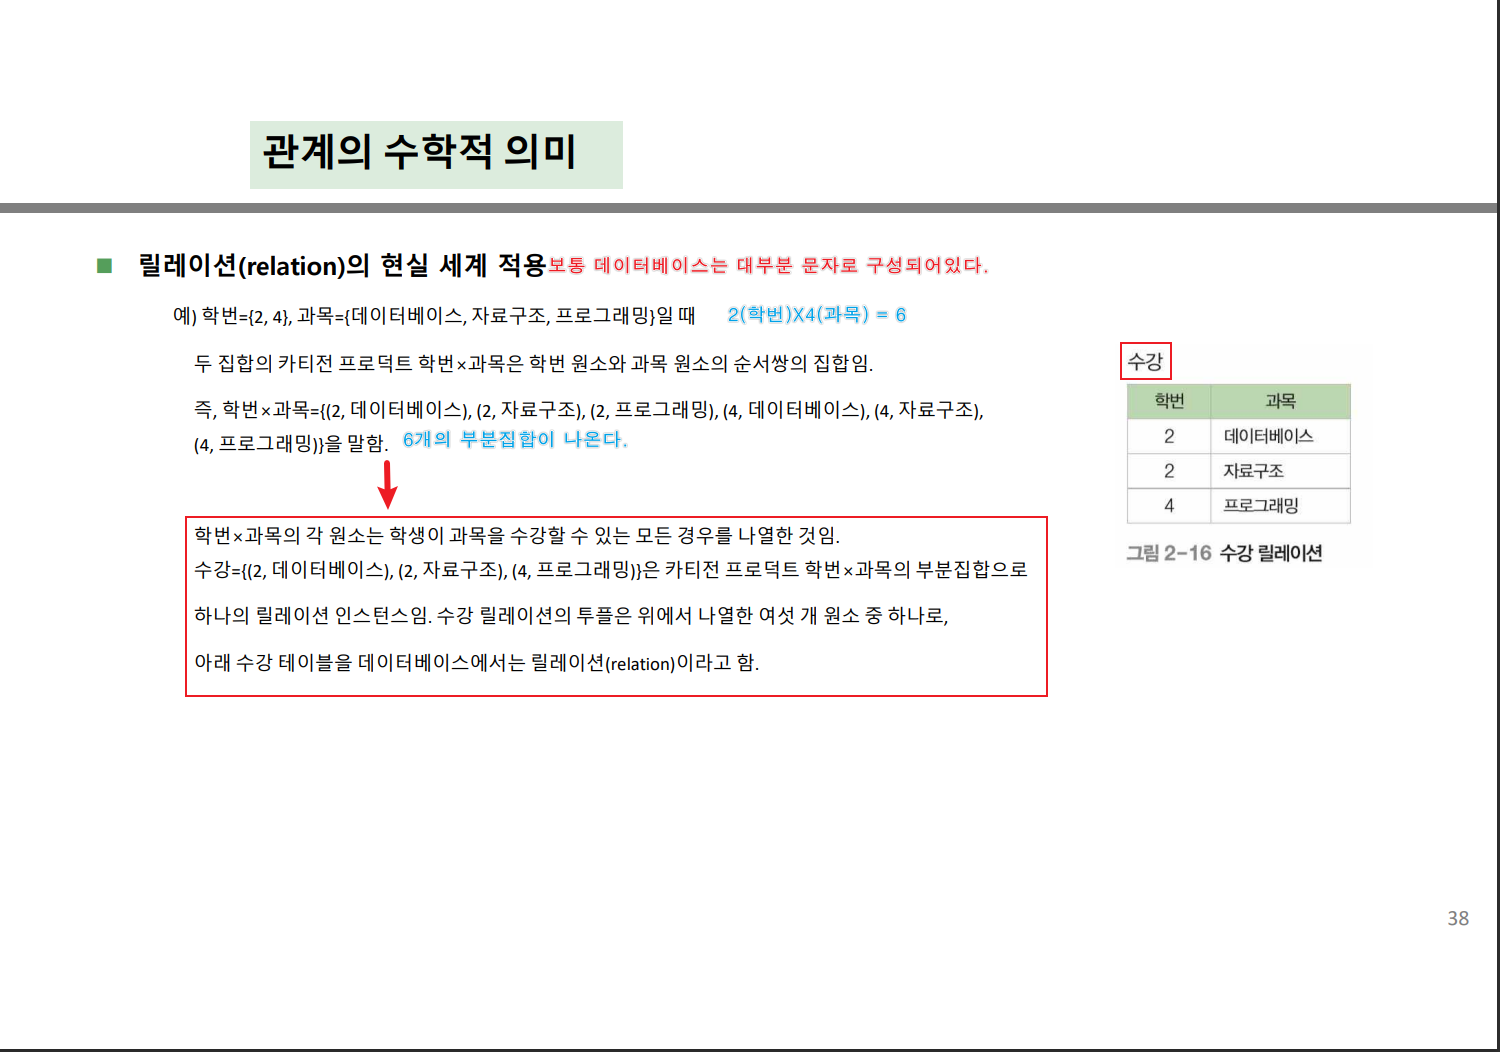 관계의 수학적 의미
■ 릴레이션(relation)의 현실 세계 적용보통 데이터베이스는 대부분 문자로 구성되어있다.
예) 학번={2, 4}, 과목={데이터베이스, 자료구조, 프로그래밍}일 때 2(학번)X4(과목) = 6
두 집합의 카티전 프로덕트 학번×과목은 학번 원소와 과목 원소의 순서쌍의 집합임.
즉, 학번×과목={(2, 데이터베이스), (2, 자료구조), (2, 프로그래밍), (4, 데이터베이스), (4, 자료구조),
(4, 프로그래밍)}을 말함. 6개의 부분집합이 나온다.
학번×과목의 각 원소는 학생이 과목을 수강할 수 있는 모든 경우를 나열한 것임.
수강={(2, 데이터베이스), (2, 자료구조), (4, 프로그래밍)}은 카티전 프로덕트 학번×과목의 부분집합으로
하나의 릴레이션 인스턴스임. 수강 릴레이션의 투플은 위에서 나열한 여섯 개 원소 중 하나로,
아래 수강 테이블을 데이터베이스에서는 릴레이션(relation)이라고 함.
수강
학번 과목
2 데이터베이스
2 자료구조
4 프로그래밍
그림 2-16 수강 릴레이션
38